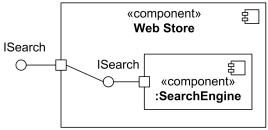 «component»
Web Store
ISearch
ISearch
«component»
:SearchEngine